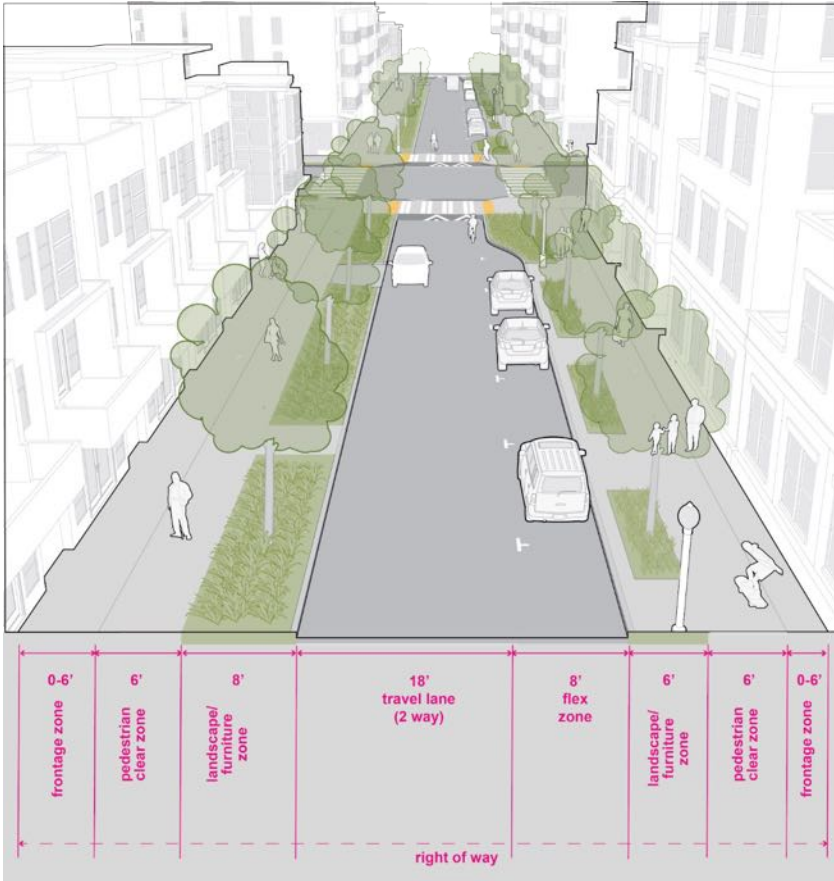 0-6’
frontage zone
6’
pedestrian
clear zone
8’
landscape/
furniture
zone
18’
travel lane
(2 way)
8’
flex
zone
6’
landscape/
furniture
zone
6’
pedestrian
clear zone
0-6’
frontage zone
right of way